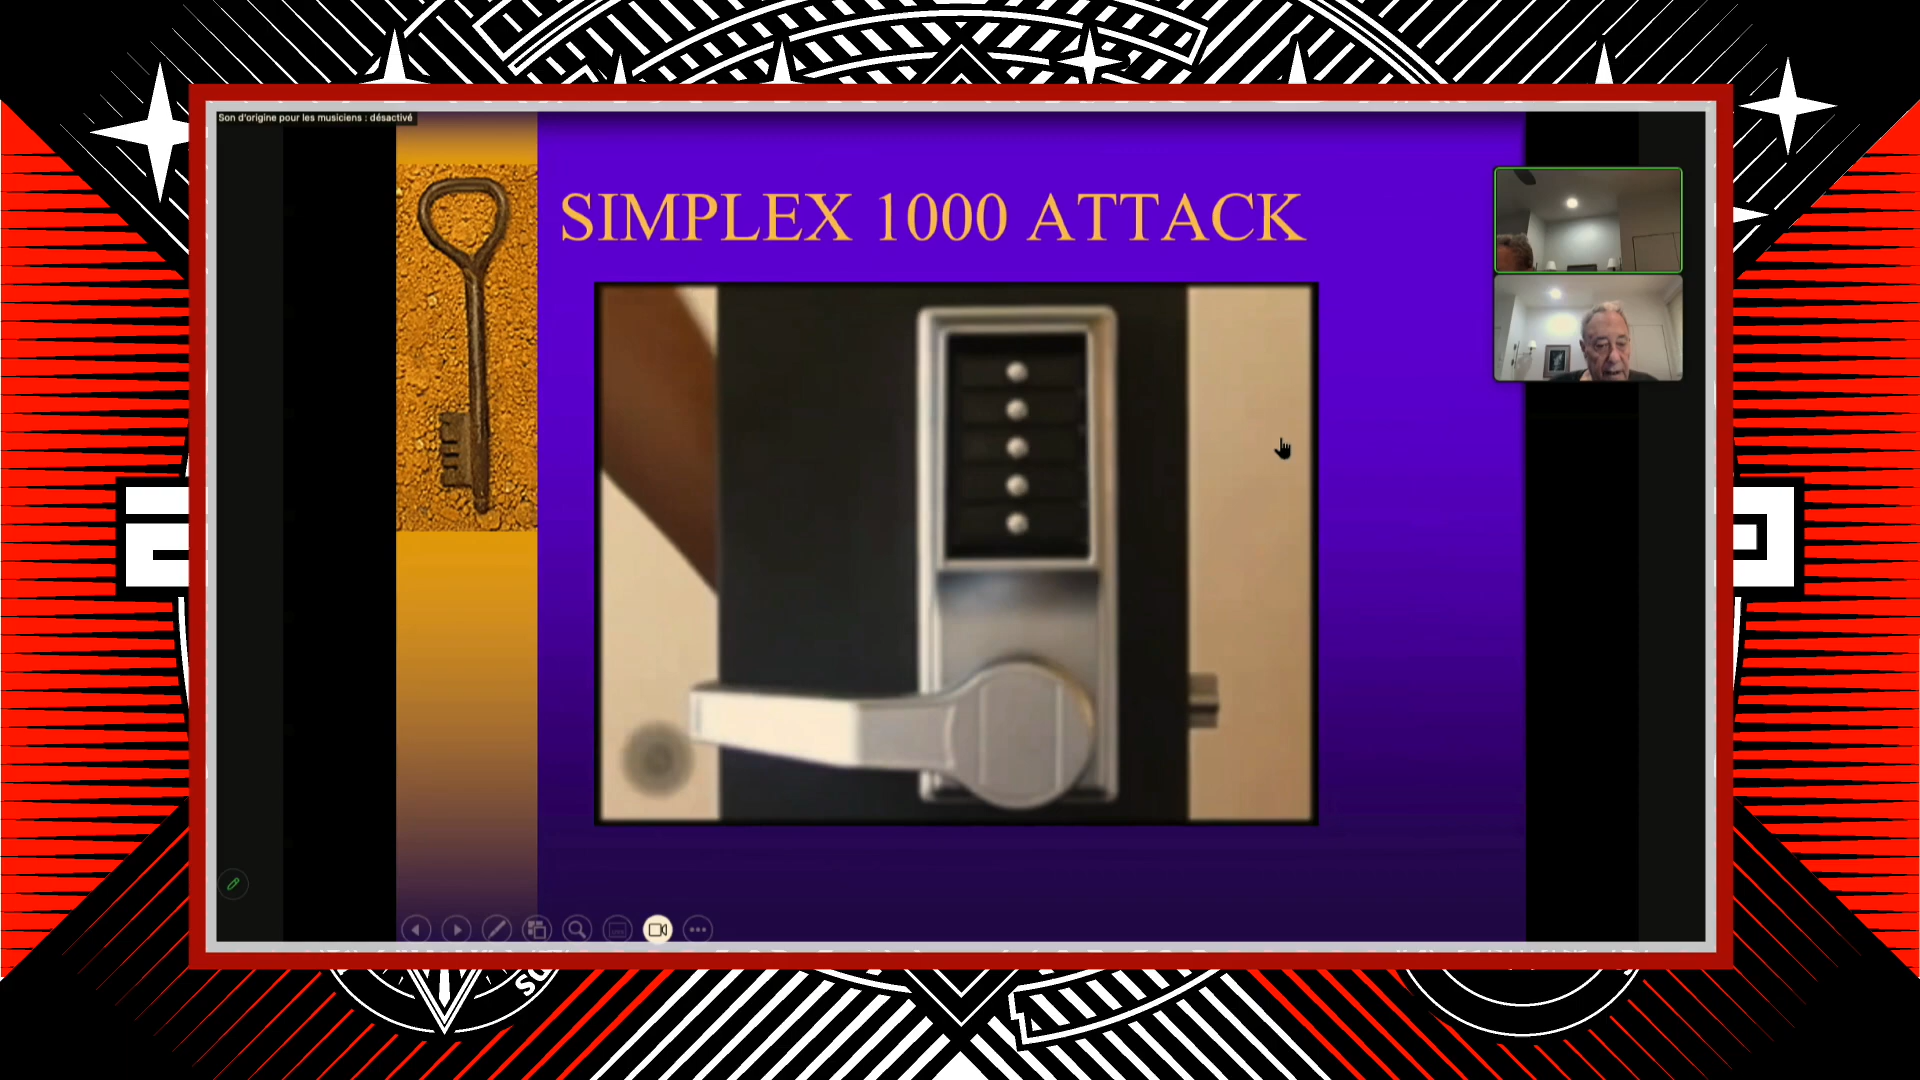 Son d'origine pour les musiciens : désactivé
SIMPLEX 1000 ATTACK